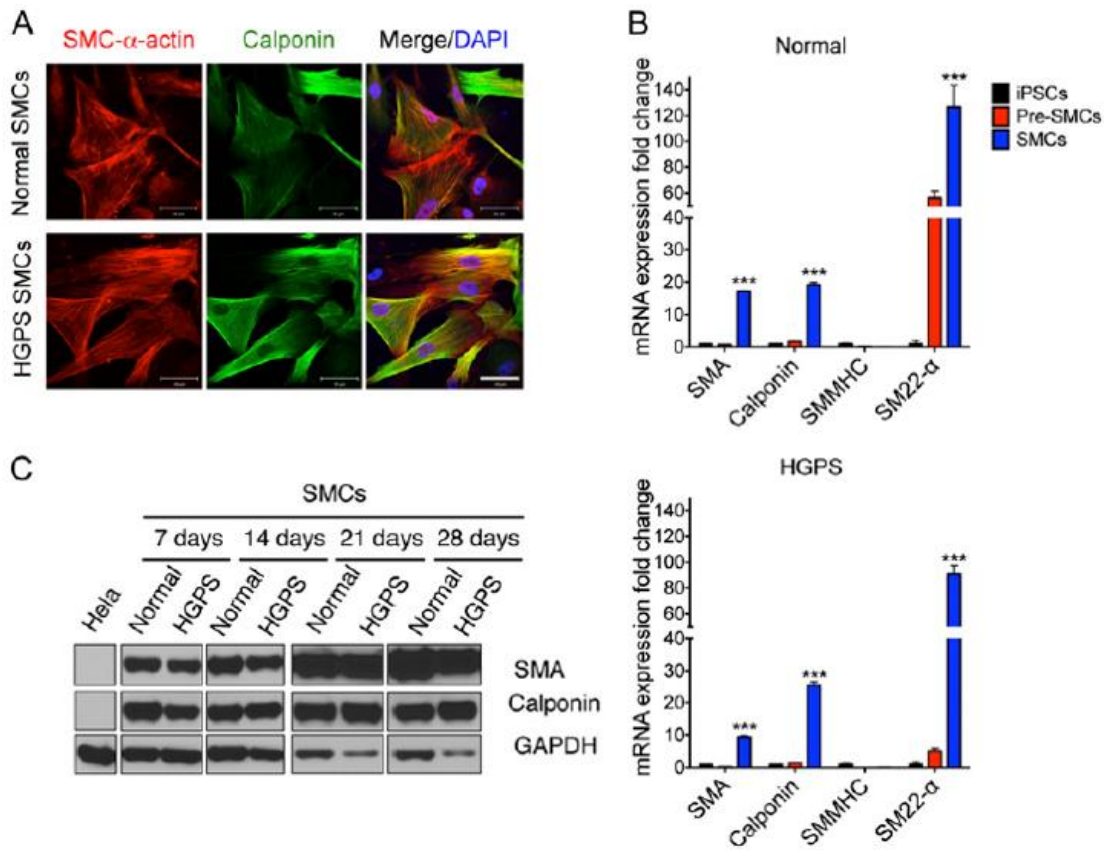 A
SMC-α-actin
Calponin
Merge/DAPI
Normal SMCs
HGPS SMCs
B
Normal
mRNA expression fold change
140
120
100
80
60
40
30
20
10
0
***
***
***
iPSCs
Pre-SMCs
SMCs
SMA
Calponin
SMMHC
SM22-α
C
SMCs
7 days
14 days
21 days
28 days
Hela
Normal
HGPS
Normal
HGPS
Normal
HGPS
Normal
HGPS
SMA
Calponin
GAPDH
HGPS
mRNA expression fold change
140
120
100
80
60
40
30
20
10
0
***
***
***
SMA
Calponin
SMMHC
SM22-α